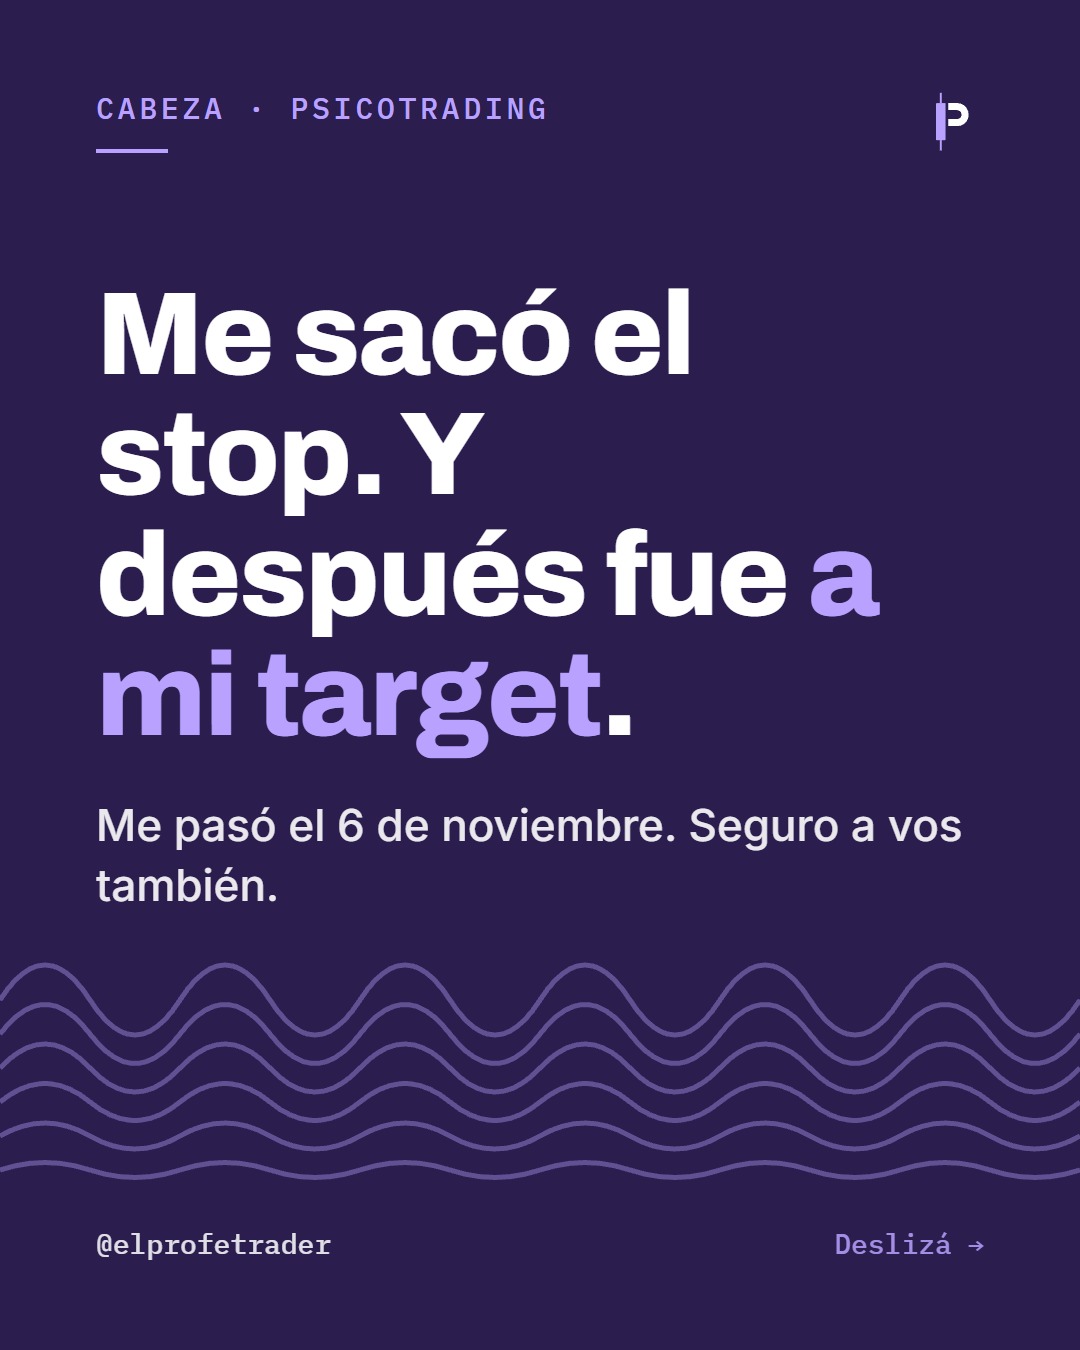 CABEZA · PSICOTRADING
P
Me sacó el
stop. Y
después fue a
mi target.
Me pasó el 6 de noviembre. Seguro a vos
también.
@elprofetrader
Deslizá →